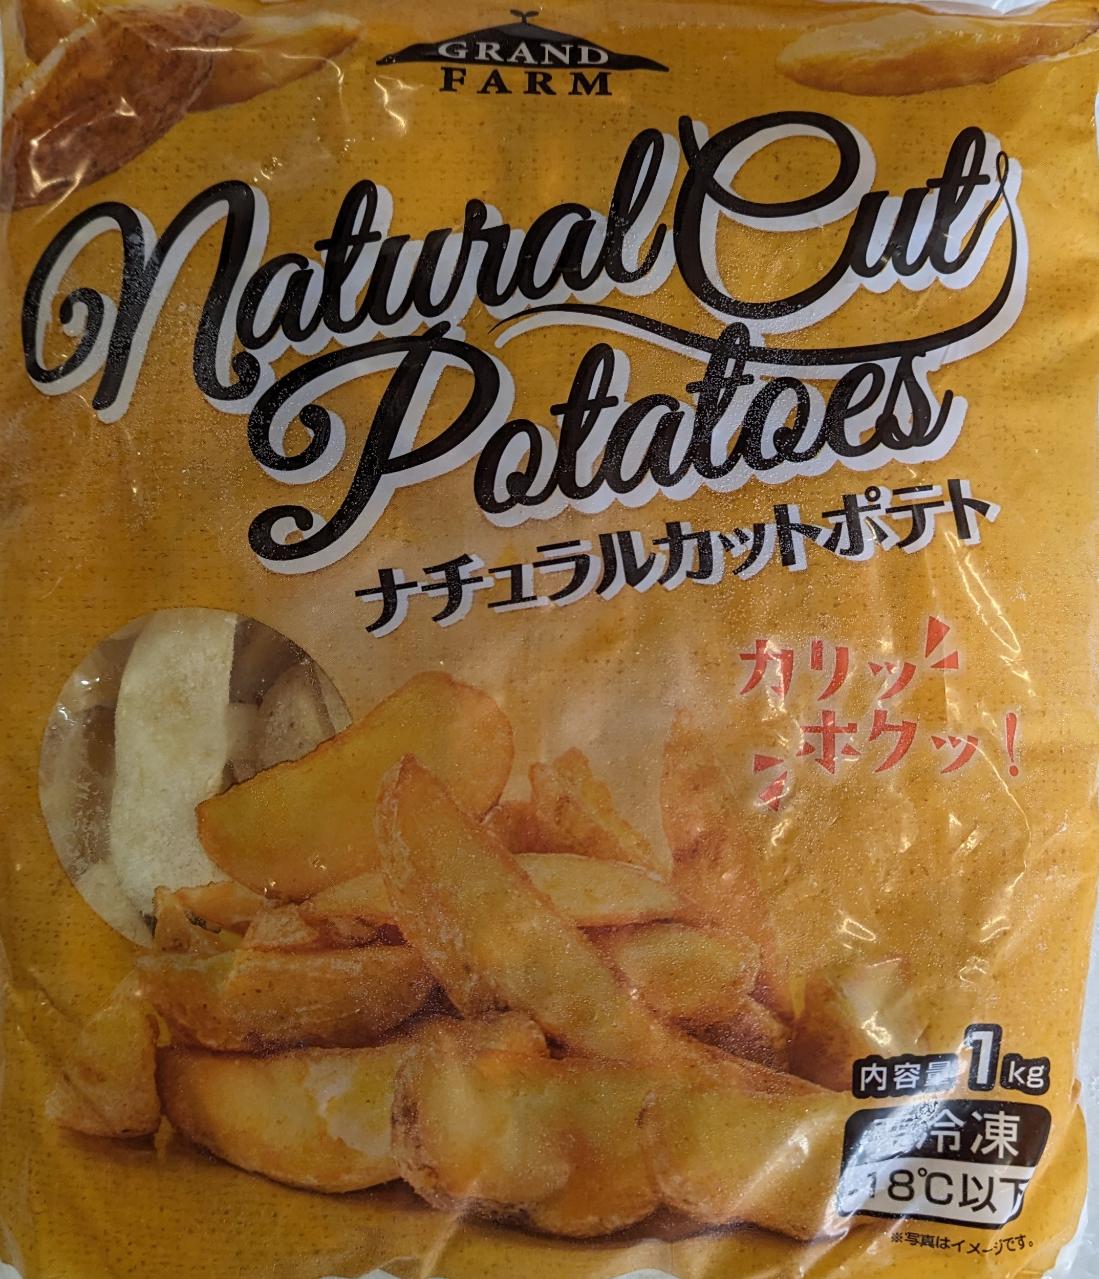 GRAND
FARM
Natural Cut
Potatoes
ナチュラルカットポテト
カリッ
ホクッ!
内容量1kg
要冷凍
-18℃以下
※写真はイメージです。